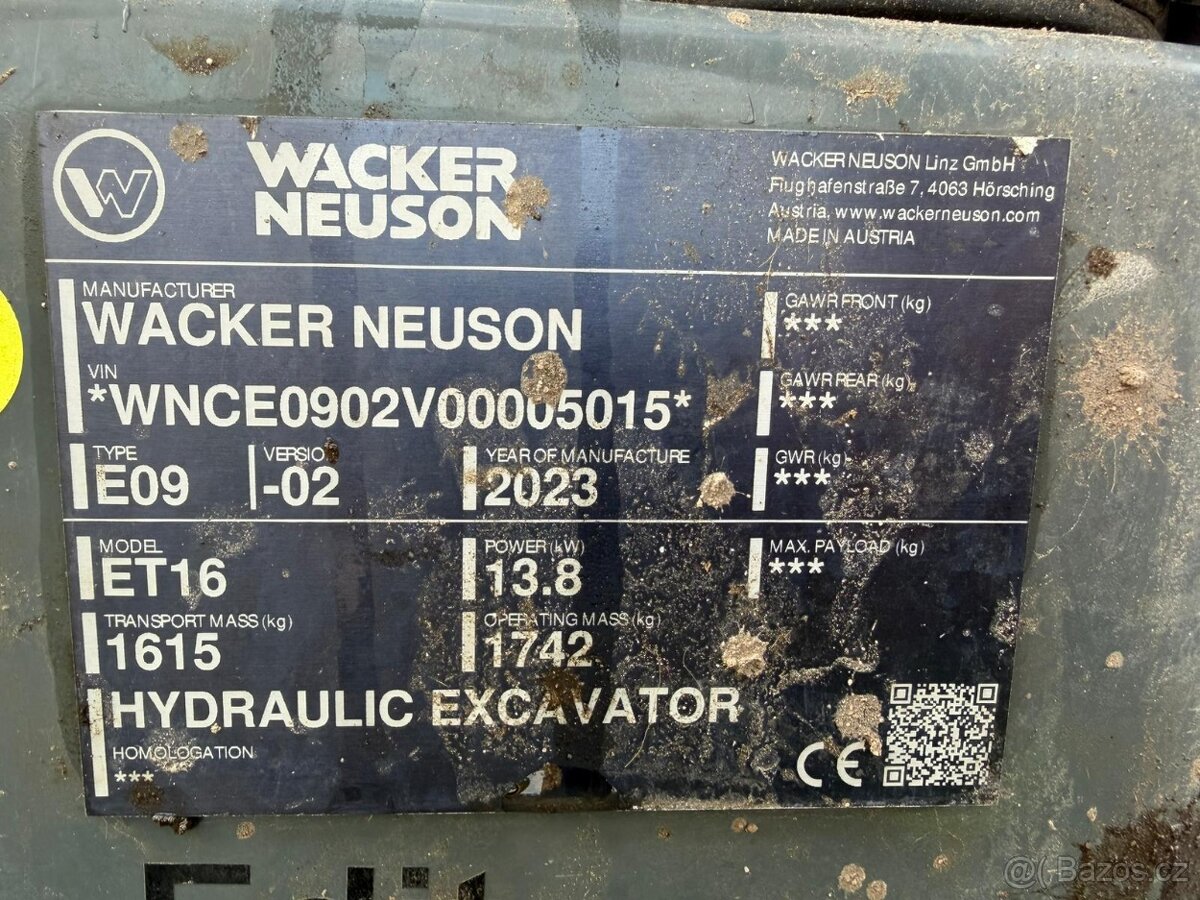 WACKER
NEUSON
WACKER NEUSON Linz GmbH
Flughafenstraße 7, 4063 Hörsching
Austria, www.wackerneuson.com
MADE IN AUSTRIA
MANUFACTURER
WACKER NEUSON
GAWR FRONT (kg)
***
VIN
*WNCE0902V00005015*
GAWR REAR (kg)
***
TYPE
E09
VERSIO
-02
YEAR OF MANUFACTURE
2023
GWR (kg)
***
MODEL
ET16
POWER (kW)
13.8
MAX. PAYLOAD (kg)
***
TRANSPORT MASS (kg)
1615
OPERATING MASS (kg)
1742
HYDRAULIC EXCAVATOR
HOMOLOGATION
***
CE
Bazos.cz